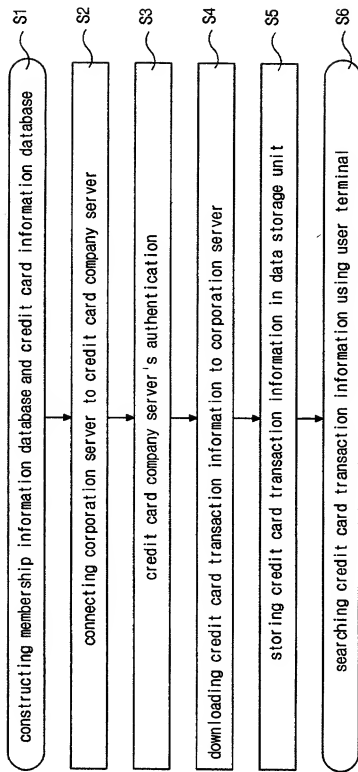 constructing membership information database and credit card information database S1
connecting corporation server to credit card company server S2
credit card company server's authentication S3
downloading credit card transaction information to corporation server S4
storing credit card transaction information in data storage unit S5
searching credit card transaction information using user terminal S6